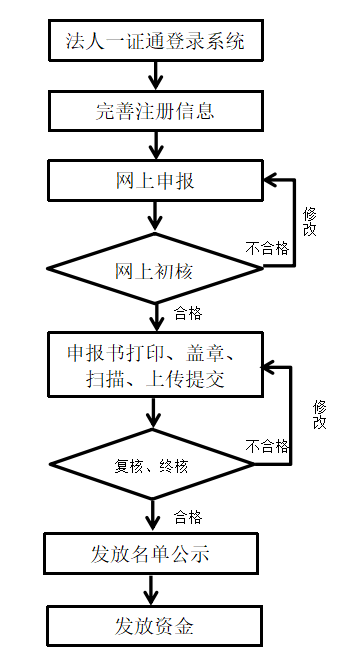 法人一证通登录系统
完善注册信息
网上申报
修改
不合格
网上初核
合格
申报书打印、盖章、
扫描、上传提交
修改
不合格
复核、终核
合格
发放名单公示
发放资金